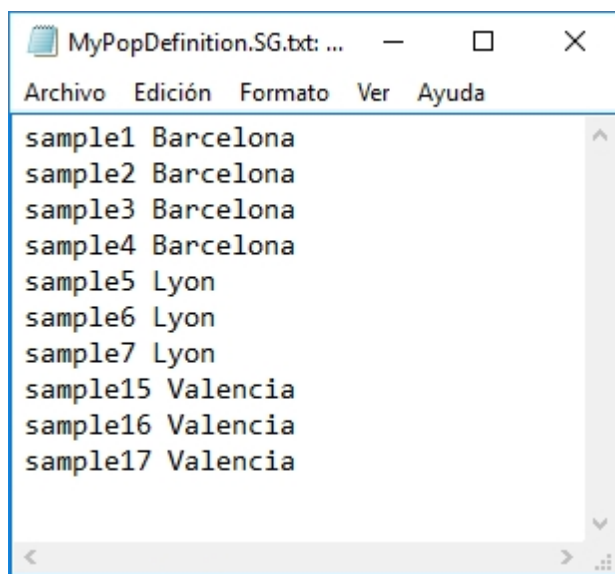 MyPopDefinition.SG.txt: ...
Archivo Edición Formato Ver Ayuda
sample1 Barcelona
sample2 Barcelona
sample3 Barcelona
sample4 Barcelona
sample5 Lyon
sample6 Lyon
sample7 Lyon
sample15 Valencia
sample16 Valencia
sample17 Valencia